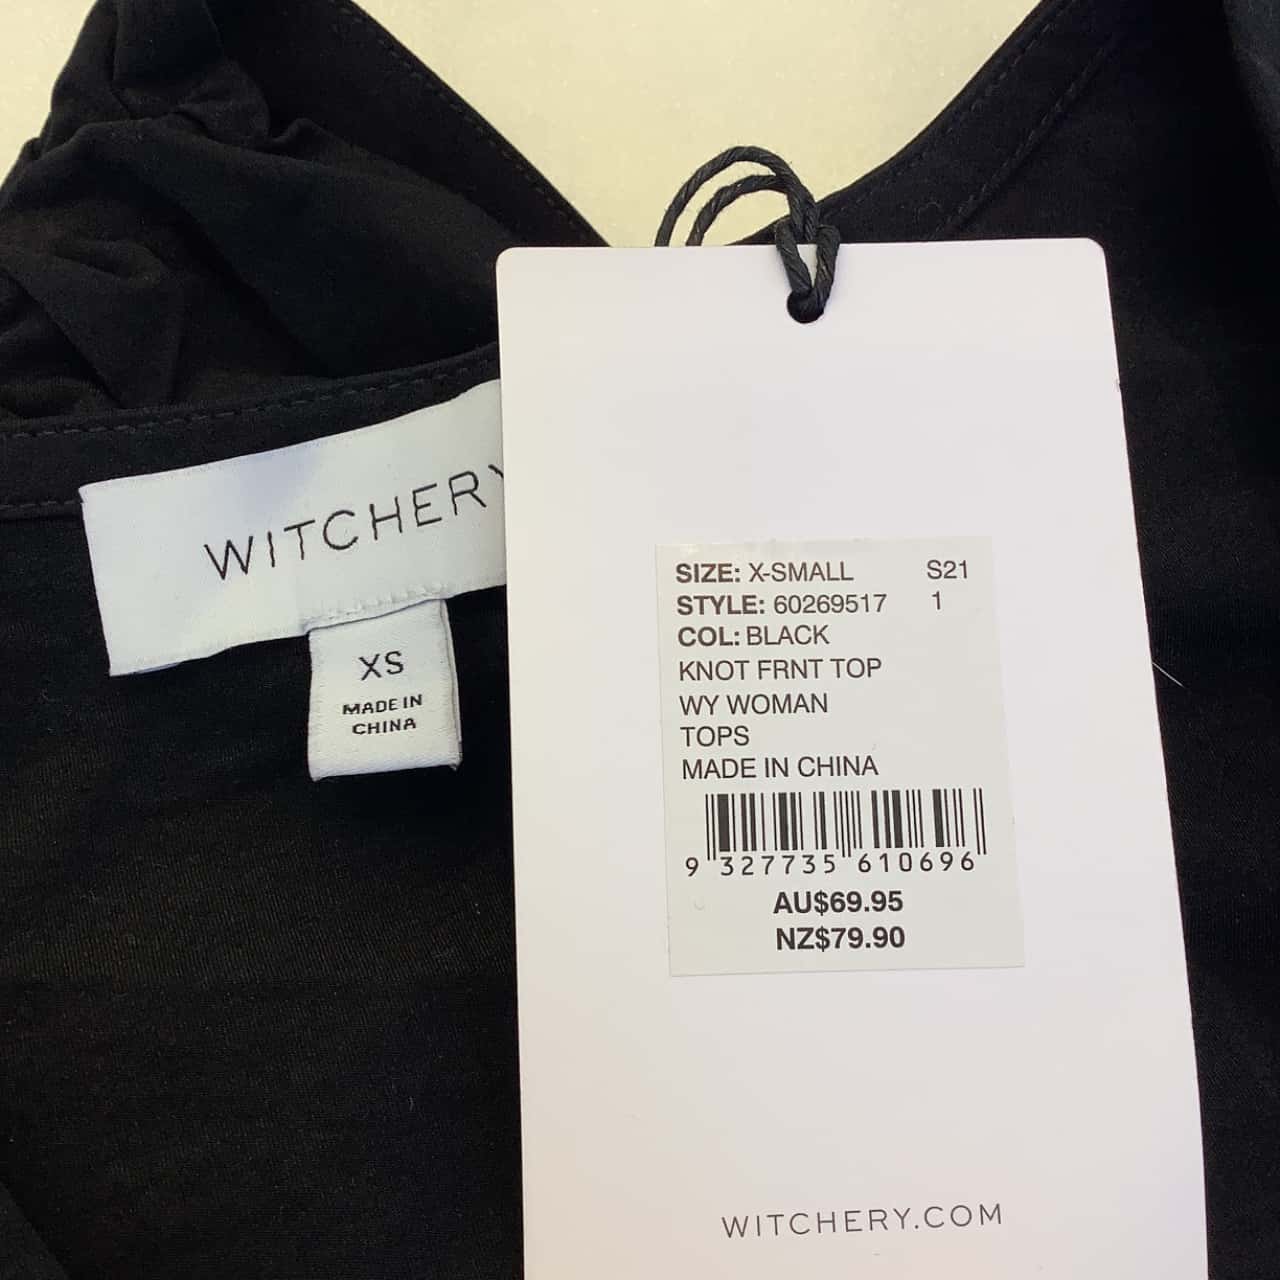 WITCHERY
XS
MADE IN
CHINA
SIZE: X-SMALL S21
STYLE: 60269517 1
COL: BLACK
KNOT FRNT TOP
WY WOMAN
TOPS
MADE IN CHINA
9 327735 610696
AU$69.95
NZ$79.90
WITCHERY.COM